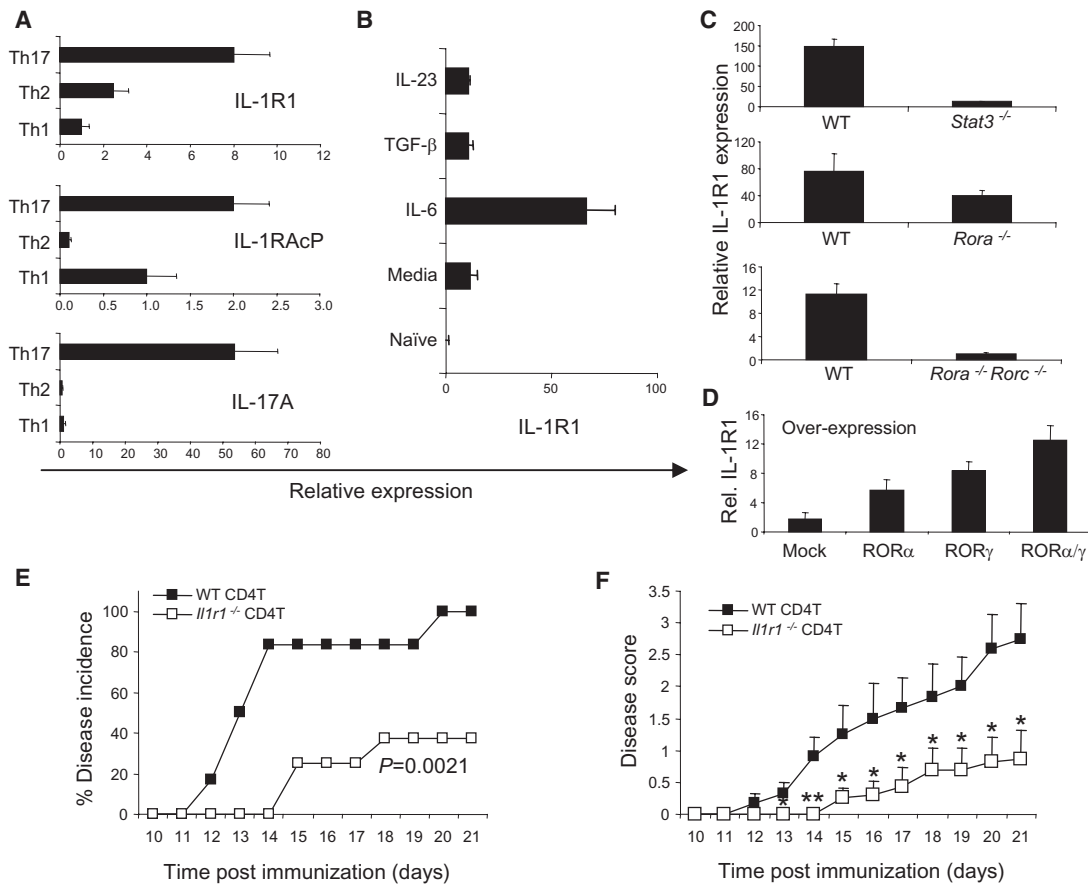 A
Th17
Th2
Th1
IL-1R1
0 2 4 6 8 10 12
Th17
Th2
Th1
IL-1RAcP
0.0 0.5 1.0 1.5 2.0 2.5 3.0
Th17
Th2
Th1
IL-17A
0 10 20 30 40 50 60 70 80
Relative expression
B
IL-23
TGF-β
IL-6
Media
Naïve
0 50 100
IL-1R1
C
Relative IL-1R1 expression
200
150
100
50
0
WT Stat3 -/-
120
80
40
0
WT Rora -/-
16
12
8
4
0
WT Rora -/- Rorc -/-
D
Rel. IL-1R1
Over-expression
16
12
8
4
0
Mock RORα RORγ RORα/γ
E
WT CD4T
Il1r1 -/- CD4T
% Disease incidence
100
80
60
40
20
0
P=0.0021
10 11 12 13 14 15 16 17 18 19 20 21
Time post immunization (days)
F
WT CD4T
Il1r1 -/- CD4T
Disease score
3.5
3
2.5
2
1.5
1
0.5
0
* ** * * * * * * *
10 11 12 13 14 15 16 17 18 19 20 21
Time post immunization (days)